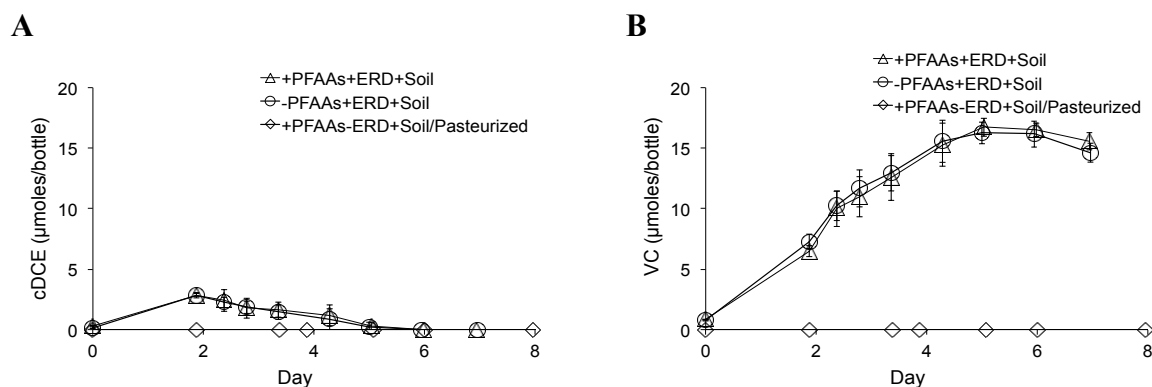 A
+PFAAs+ERD+Soil
-PFAAs+ERD+Soil
+PFAAs-ERD+Soil/Pasteurized
20
15
10
5
0
cDCE (µmoles/bottle)
0 2 4 6 8
Day
B
+PFAAs+ERD+Soil
-PFAAs+ERD+Soil
+PFAAs-ERD+Soil/Pasteurized
20
15
10
5
0
VC (µmoles/bottle)
0 2 4 6 8
Day